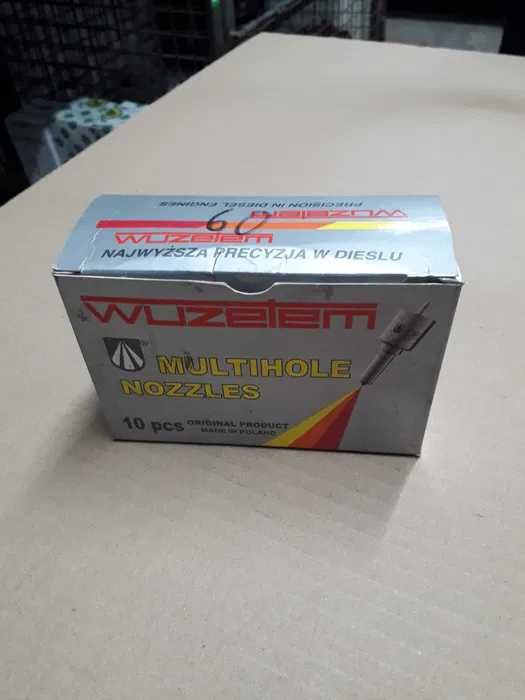 PRECISION IN DIESEL ENGINES
wuzetem
60
wuzetem
NAJWYŻSZA PRECYZJA W DIESLU
wuzetem
MULTIHOLE
NOZZLES
10 pcs ORIGINAL PRODUCT
MADE IN POLAND